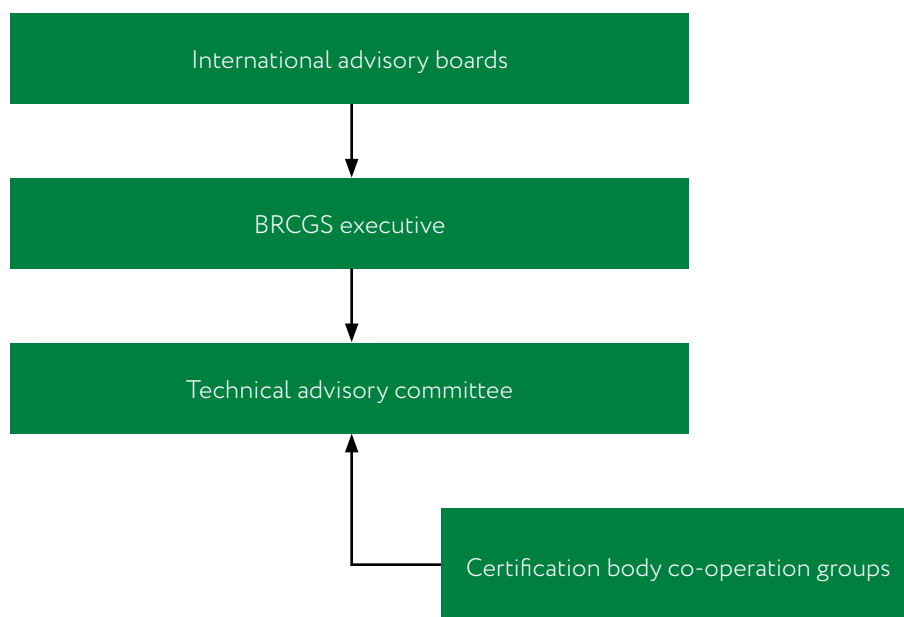 International advisory boards
BRCGS executive
Technical advisory committee
Certification body co-operation groups